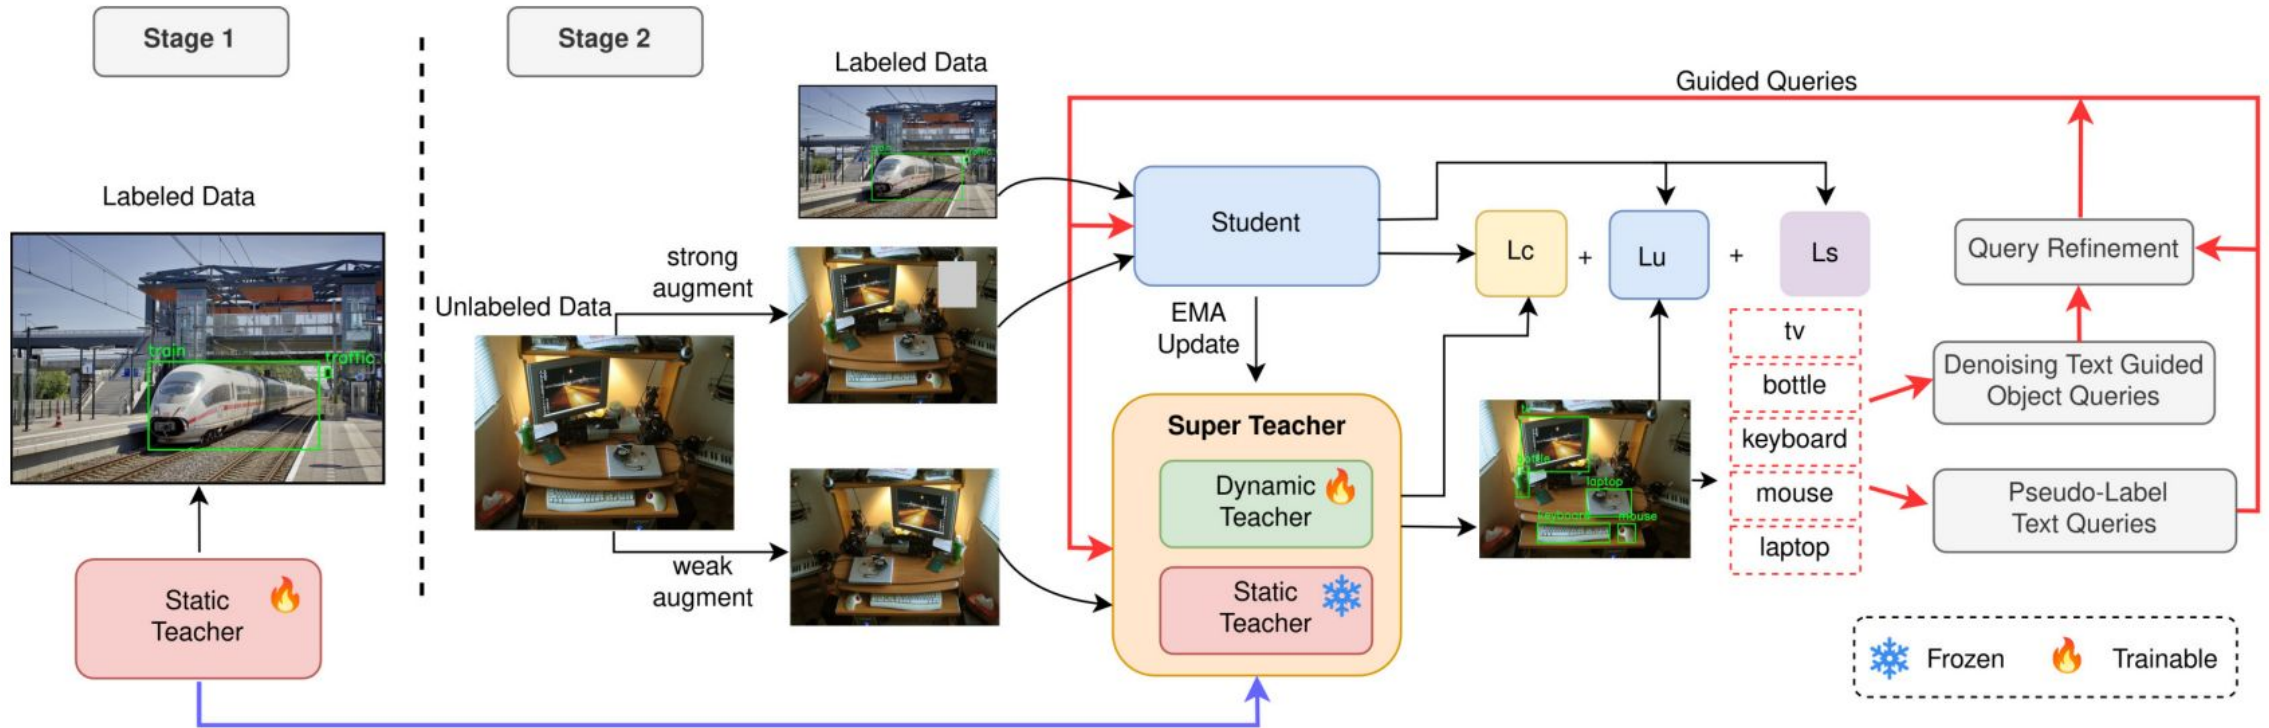 Stage 1
Labeled Data
train
traffic
Static
Teacher
Stage 2
Labeled Data
train
traffic
Unlabeled Data
strong
augment
weak
augment
Student
EMA
Update
Super Teacher
Dynamic
Teacher
Static
Teacher
Lc
+
Lu
+
Ls
tv
bottle
laptop
keyboard
mouse
tv
bottle
keyboard
mouse
laptop
Guided Queries
Query Refinement
Denoising Text Guided
Object Queries
Pseudo-Label
Text Queries
Frozen
Trainable